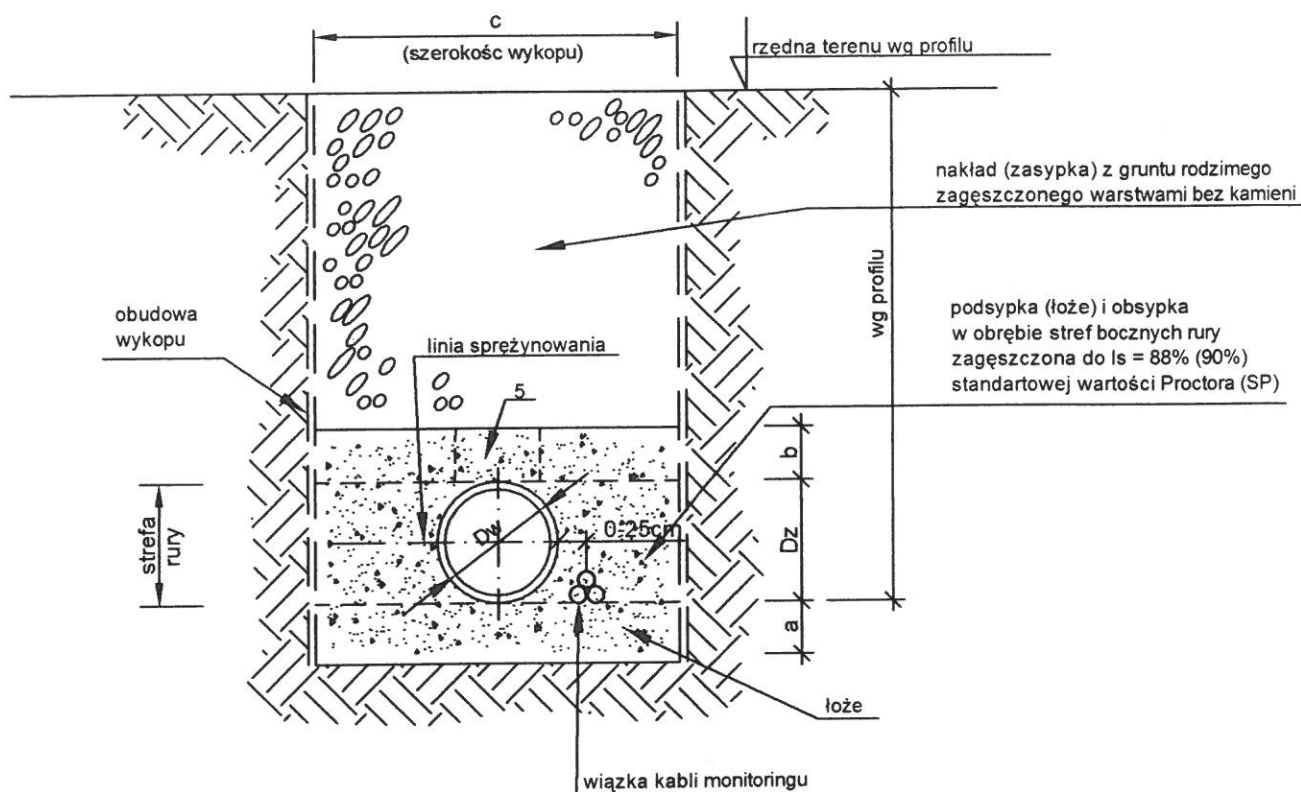 c
(szerokośc wykopu)
rzędna terenu wg profilu
nakład (zasypka) z gruntu rodzimego
zagęszczonego warstwami bez kamieni
wg profilu
obudowa
wykopu
linia sprężynowania
podsypka (łoże) i obsypka
w obrębie stref bocznych rury
zagęszczona do Is = 88% (90%)
standartowej wartości Proctora (SP)
5
b
strefa
rury
Dw
0.25cm
Dz
a
łoże
wiązka kabli monitoringu